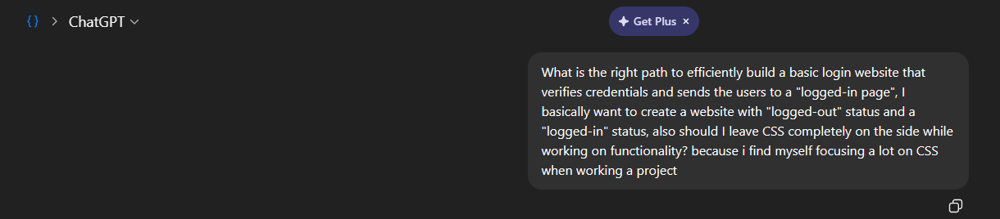 {} > ChatGPT
Get Plus ×
What is the right path to efficiently build a basic login website that
verifies credentials and sends the users to a "logged-in page", I
basically want to create a website with "logged-out" status and a
"logged-in" status, also should I leave CSS completely on the side while
working on functionality? because i find myself focusing a lot on CSS
when working a project